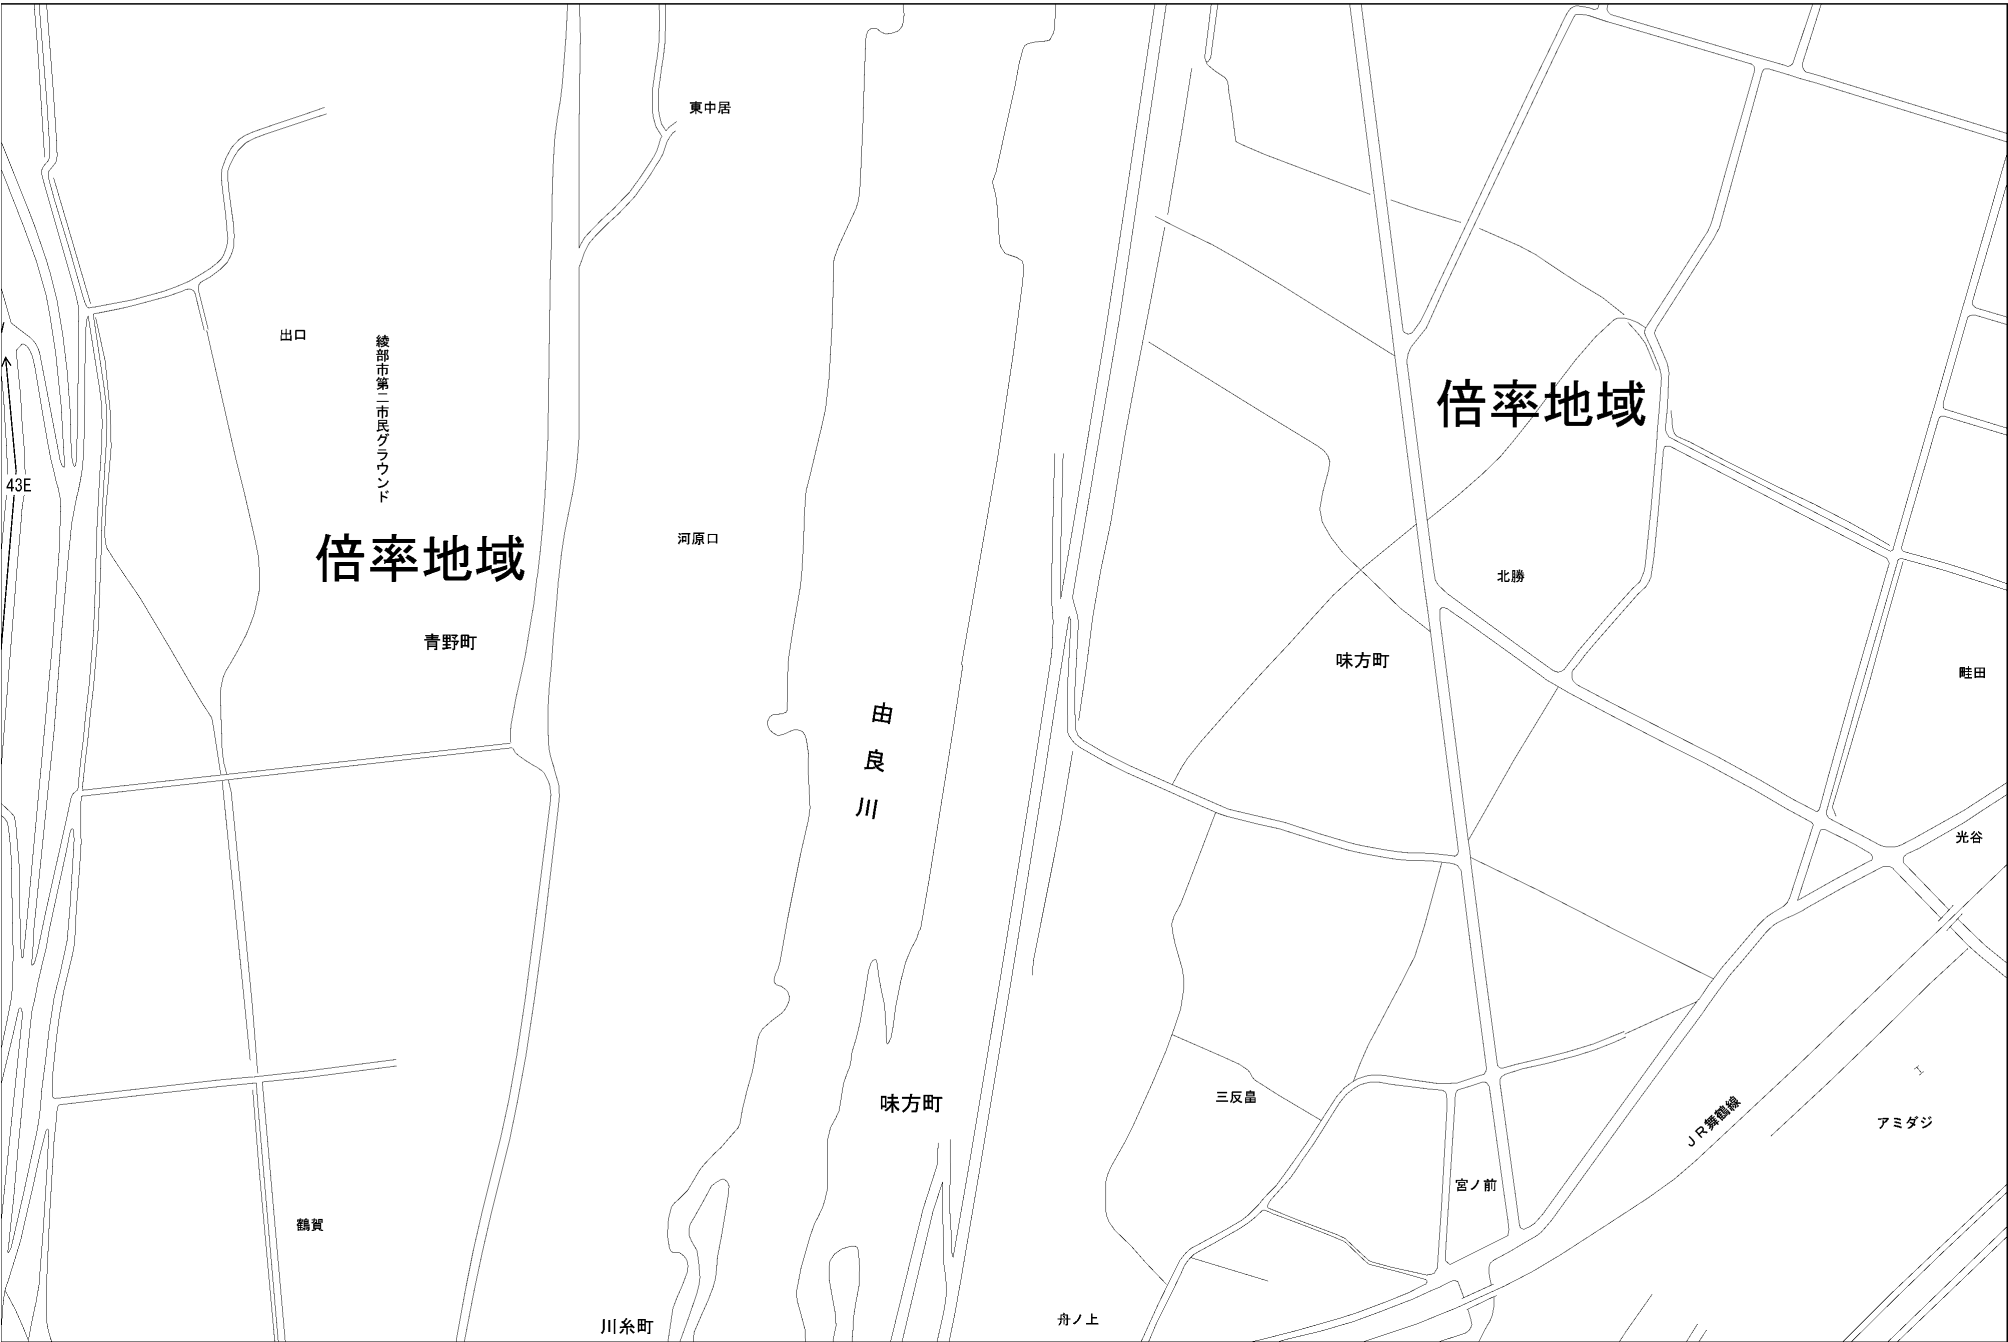 東中居
出口
綾部市第二市民グラウンド
倍率地域
43E
倍率地域
河原口
北勝
青野町
味方町
畦田
由良川
光谷
味方町
三反畠
アミダジ
JR舞鶴線
宮ノ前
鶴賀
川糸町
舟ノ上